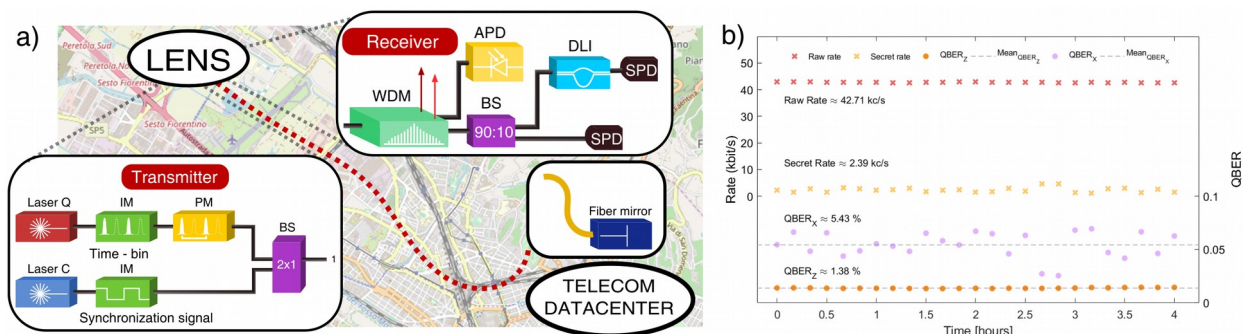 a)
LENS
Peretola Sud
Sesto Fiorentino
Sesto Fiorentino
SP5
Receiver
APD
DLI
SPD
WDM
BS
90:10
SPD
Transmitter
Laser Q
IM
PM
BS
Time - bin
2x1
1
Laser C
IM
Synchronization signal
Fiber mirror
TELECOM
DATACENTER
b)
Raw rate
Secret rate
QBER_Z
Mean_QBER_Z
QBER_X
Mean_QBER_X
50
40
30
20
10
0
Rate (kbit/s)
Raw Rate ≈ 42.71 kc/s
Secret Rate ≈ 2.39 kc/s
QBER_X ≈ 5.43 %
QBER_Z ≈ 1.38 %
0.1
0.05
0
QBER
0 0.5 1 1.5 2 2.5 3 3.5 4
Time [hours]